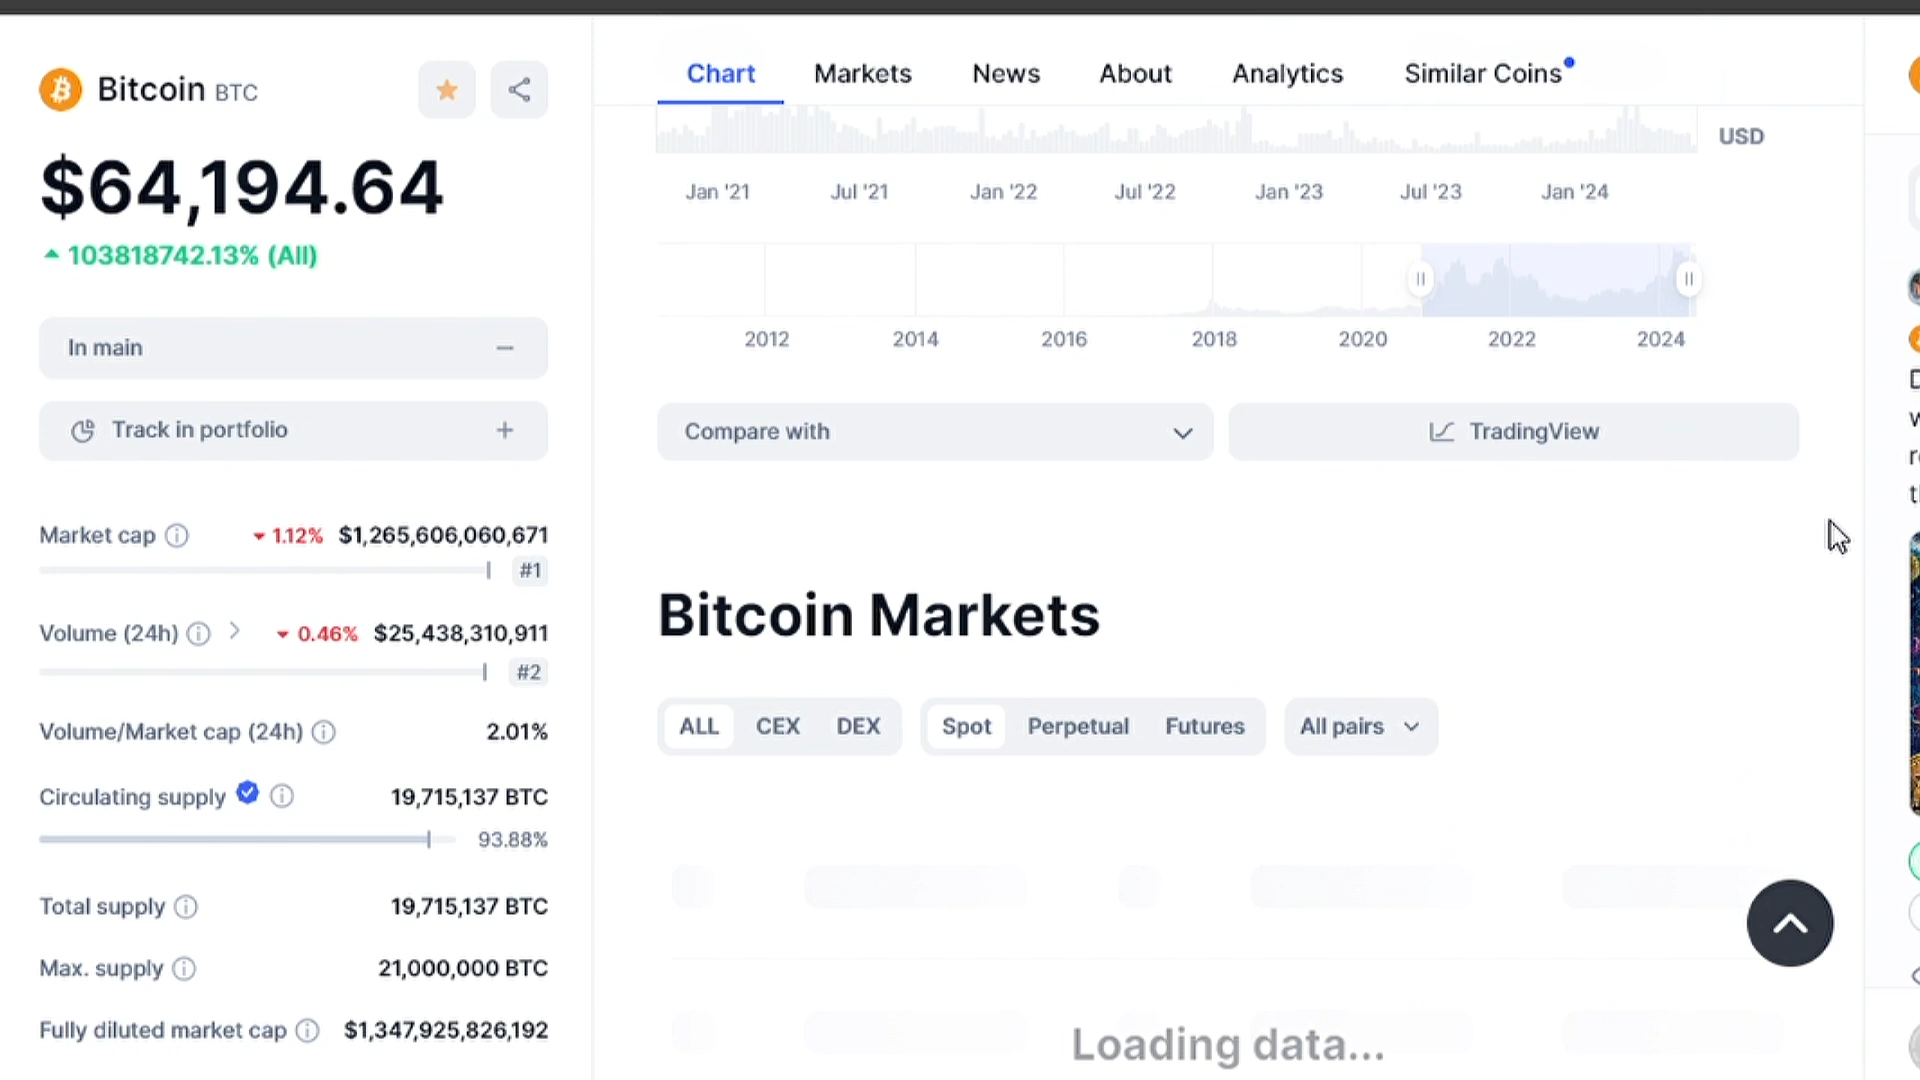 Bitcoin BTC
$64,194.64
103818742.13% (All)
In main
Track in portfolio
Market cap 1.12% $1,265,606,060,671
#1
Volume (24h) 0.46% $25,438,310,911
#2
Volume/Market cap (24h) 2.01%
Circulating supply 19,715,137 BTC
93.88%
Total supply 19,715,137 BTC
Max. supply 21,000,000 BTC
Fully diluted market cap $1,347,925,826,192
Chart Markets News About Analytics Similar Coins
USD
Jan '21 Jul '21 Jan '22 Jul '22 Jan '23 Jul '23 Jan '24
2012 2014 2016 2018 2020 2022 2024
Compare with TradingView
Bitcoin Markets
ALL CEX DEX Spot Perpetual Futures All pairs
Loading data...